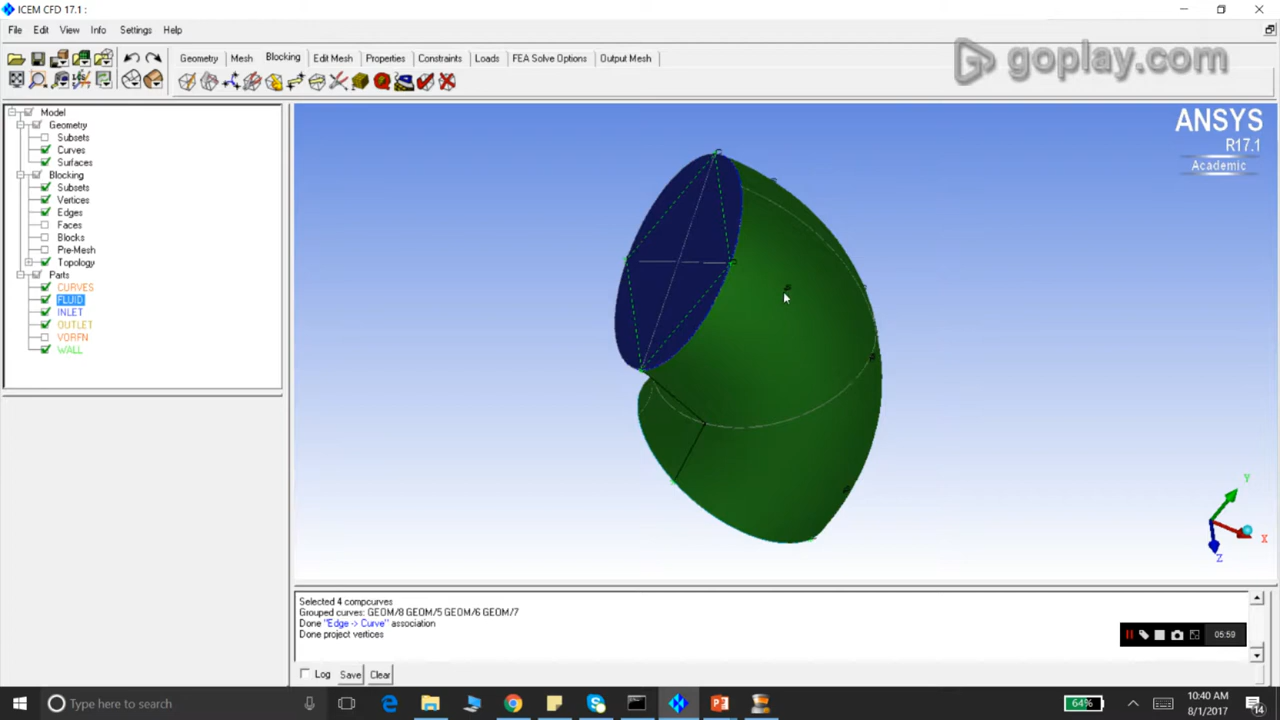 ICEM CFD 17.1 :
File Edit View Info Settings Help
Geometry Mesh Blocking Edit Mesh Properties Constraints Loads FEA Solve Options Output Mesh
goplay.com
Model
Geometry
Subsets
Curves
Surfaces
Blocking
Subsets
Vertices
Edges
Faces
Blocks
Pre-Mesh
Topology
Parts
CURVES
FLUID
INLET
OUTLET
VORFN
WALL
ANSYS
R17.1
Academic
Y
X
Z
Selected 4 compcurves
Grouped curves: GEOM/8 GEOM/5 GEOM/6 GEOM/7
Done "Edge -> Curve" association
Done project vertices
Log Save Clear
05:59
Type here to search
64%
10:40 AM
8/1/2017
14